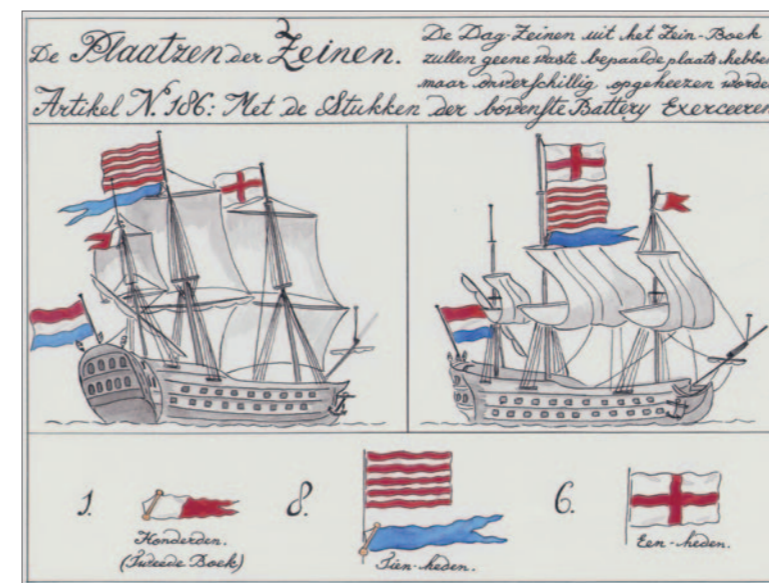 De Plaatzen der Zeinen.
De Dag-Zeinen uit het Zein-Boek
zullen geene vaste bepaalde plaats hebben
maar onverschillig opgeheezen worden
Artikel N. 186: Met de Stukken der bovenste Battery Exerceeren
1.
Honderden.
(Tweede Boek)
8.
Tien-heden.
6.
Een-heden.